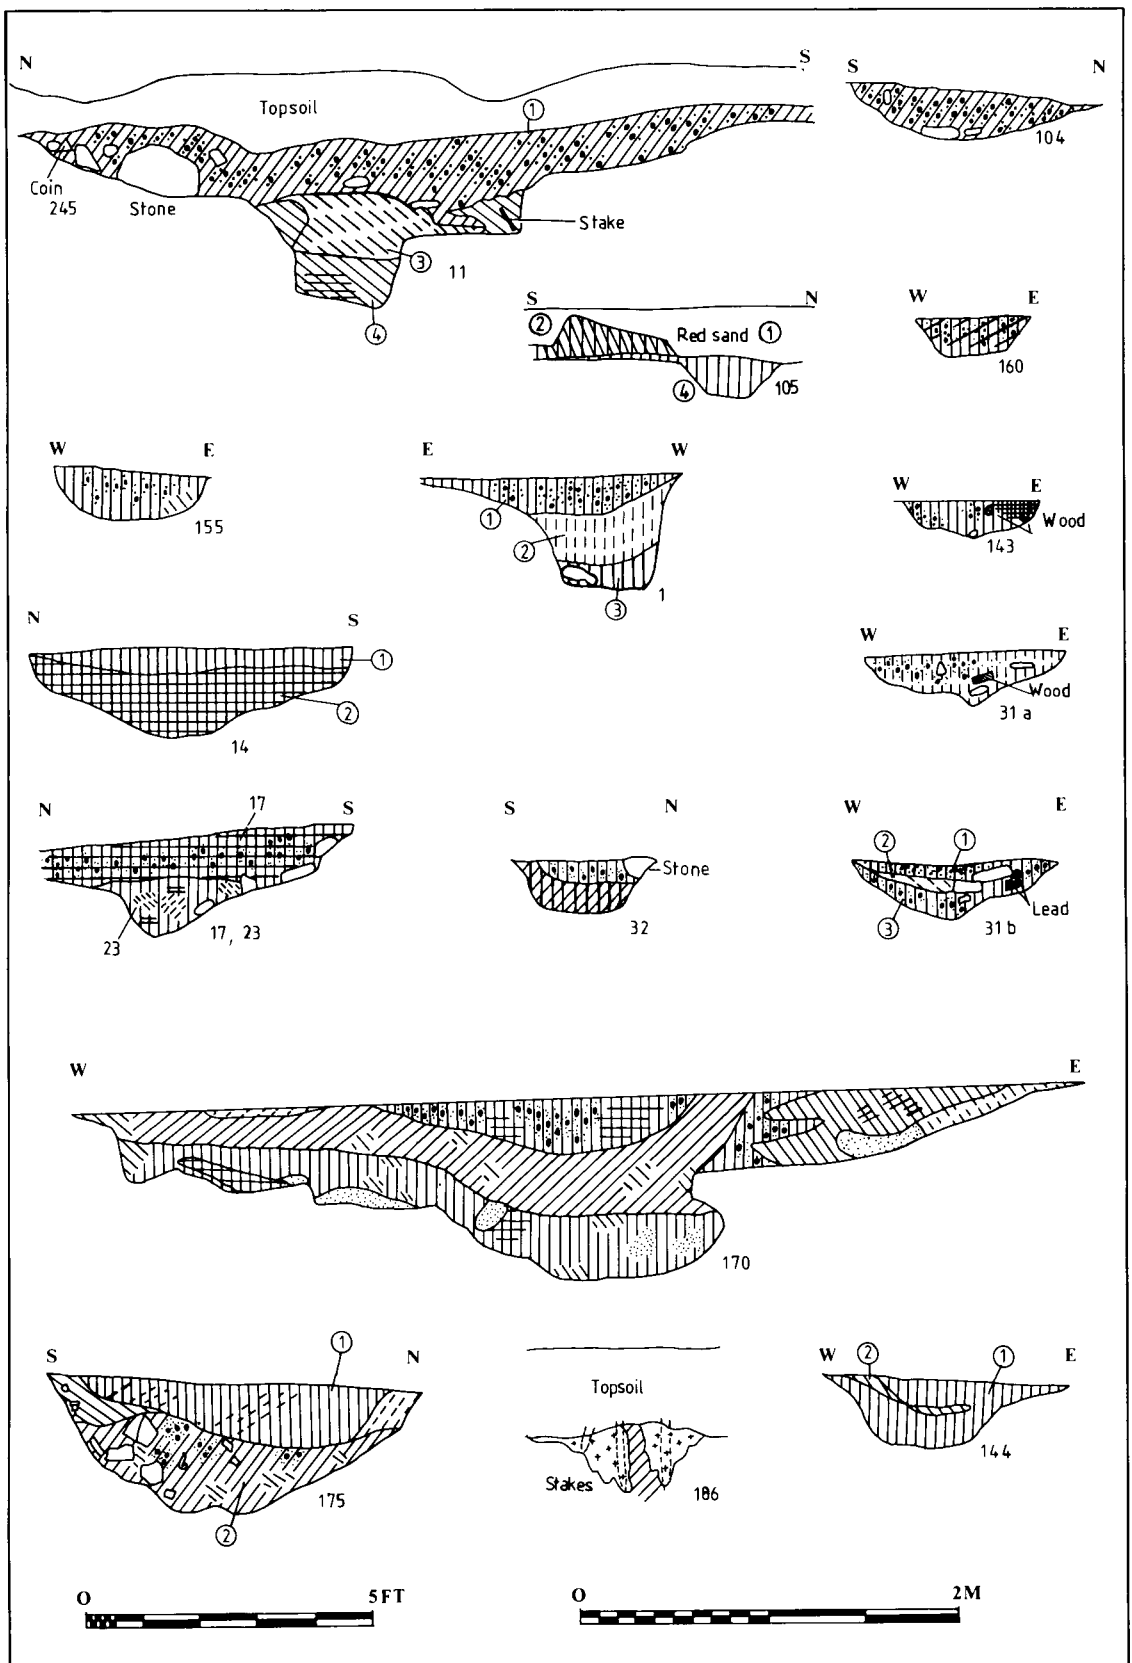 N S
S N
Topsoil ①
104
Coin
245 Stone
Stake
③ 11
④
S N
② Red sand ①
④ 105
W E
160
W E
155
E W
①
②
③ 1
W E
Wood
143
N S
①
②
14
W E
Wood
31a
N S
17
23 17, 23
S N
Stone
32
W E
② ①
③ 31b Lead
W E
170
S N
①
175
②
Topsoil
Stakes
186
W E
② ①
144
O 5FT
O 2M